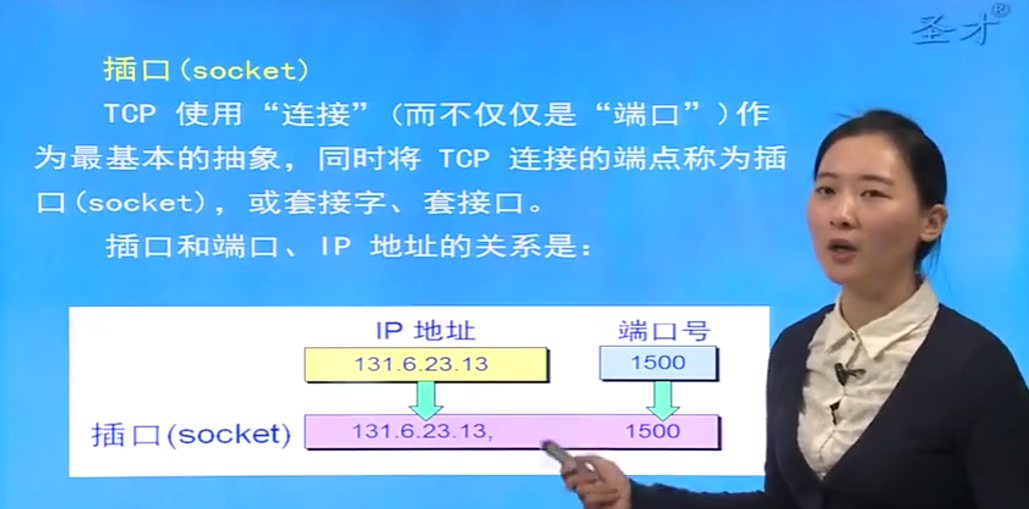 圣才®
插口(socket)
TCP 使用“连接”(而不仅仅是“端口”)作
为最基本的抽象，同时将 TCP 连接的端点称为插
口(socket)，或套接字、套接口。
插口和端口、IP 地址的关系是：
IP 地址 端口号
131.6.23.13 1500
插口(socket) 131.6.23.13, 1500